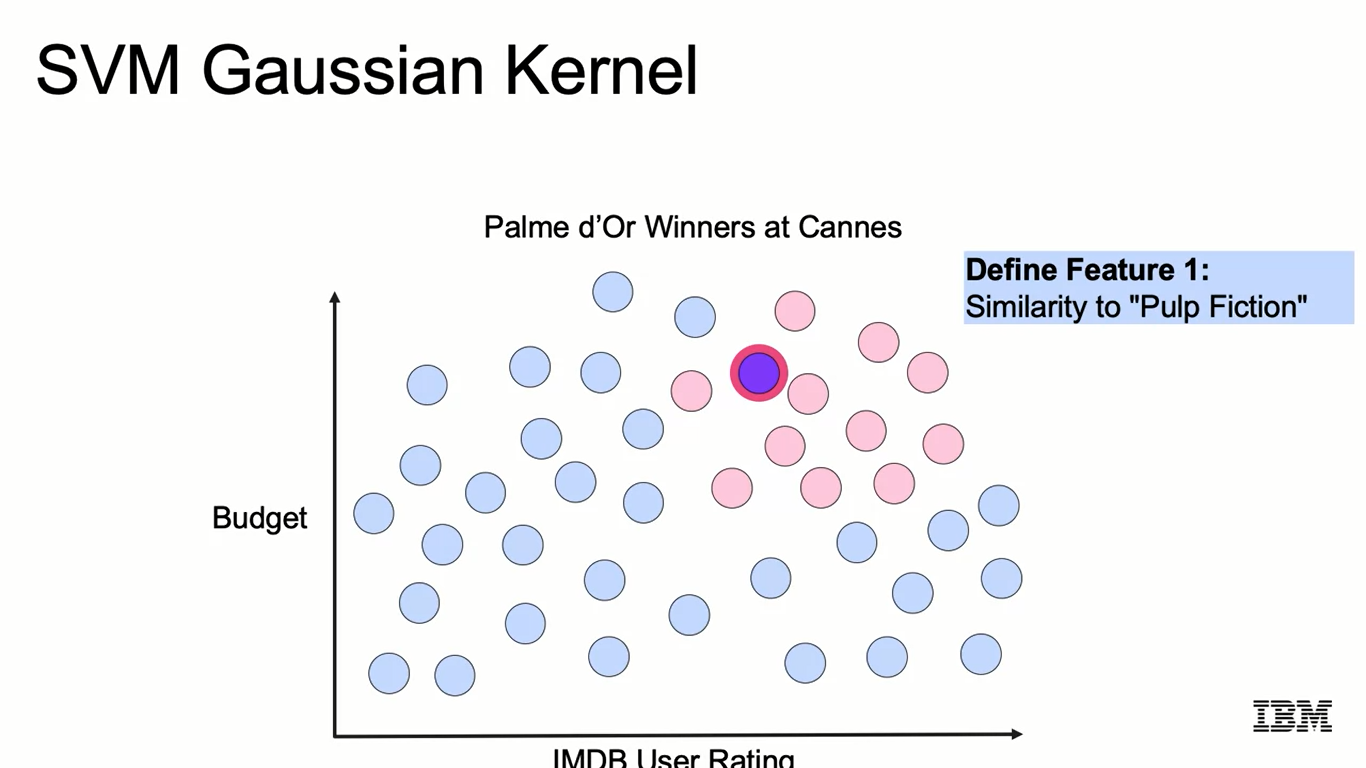 SVM Gaussian Kernel
Palme d’Or Winners at Cannes
Define Feature 1:
Similarity to "Pulp Fiction"
Budget
IMDB User Rating
IBM